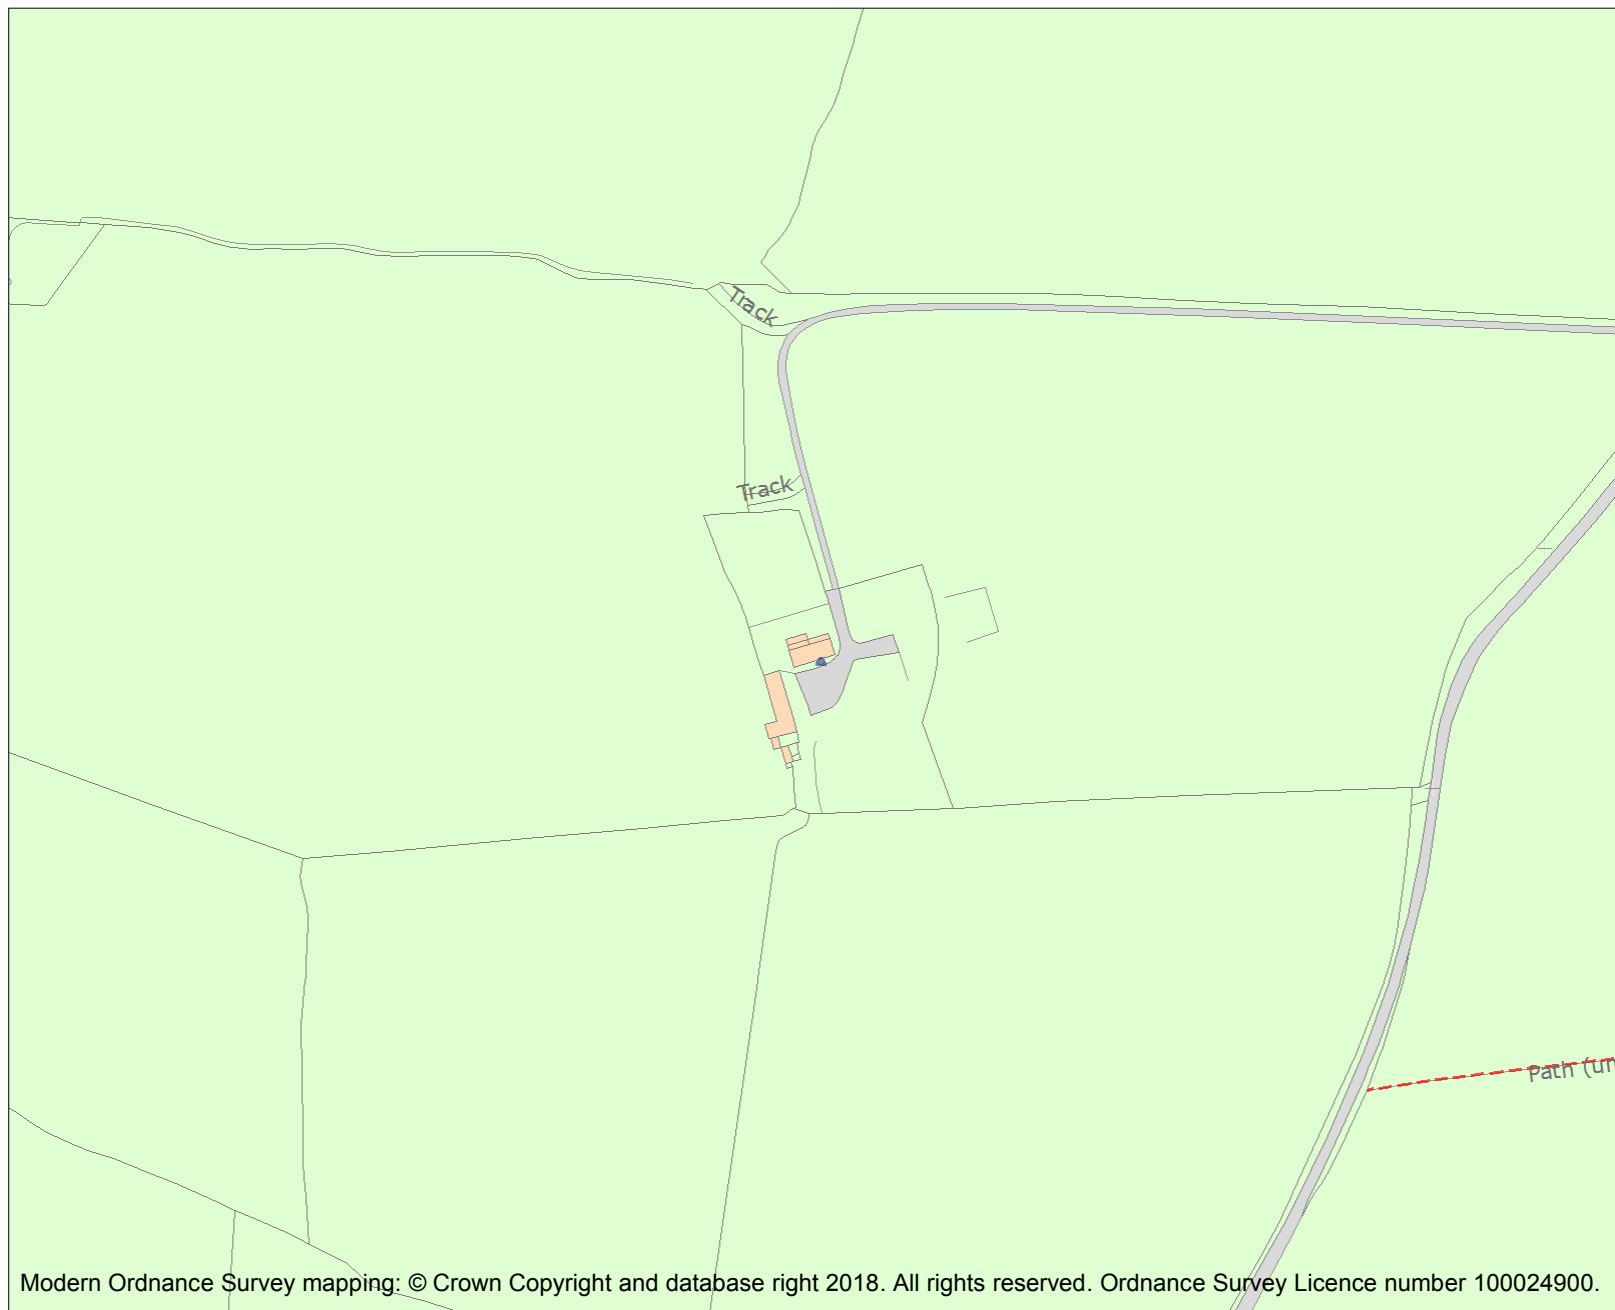 Track
Track
Path (un
Modern Ordnance Survey mapping: © Crown Copyright and database right 2018. All rights reserved. Ordnance Survey Licence number 100024900.